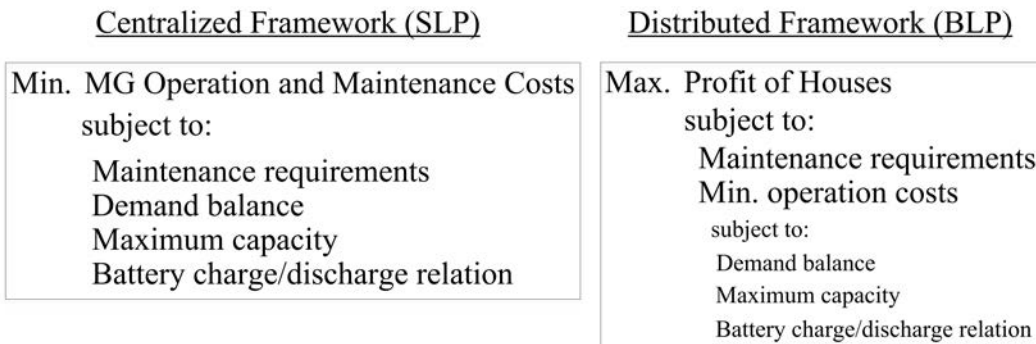 Centralized Framework (SLP)
Min. MG Operation and Maintenance Costs
subject to:
Maintenance requirements
Demand balance
Maximum capacity
Battery charge/discharge relation
Distributed Framework (BLP)
Max. Profit of Houses
subject to:
Maintenance requirements
Min. operation costs
subject to:
Demand balance
Maximum capacity
Battery charge/discharge relation